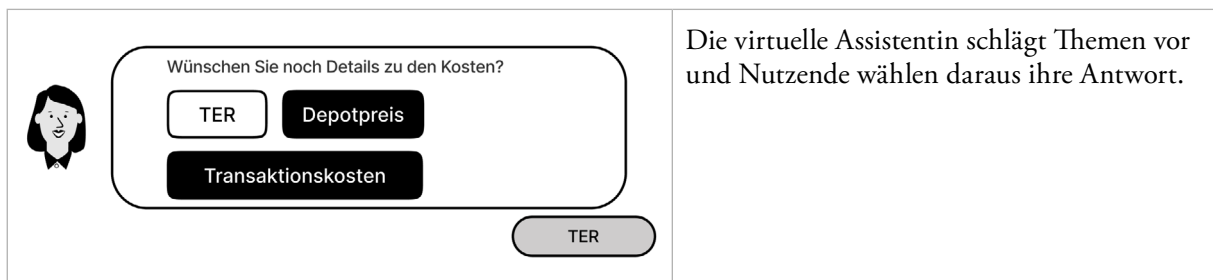 Wünschen Sie noch Details zu den Kosten?
TER
Depotpreis
Transaktionskosten
TER
Die virtuelle Assistentin schlägt Themen vor
und Nutzende wählen daraus ihre Antwort.